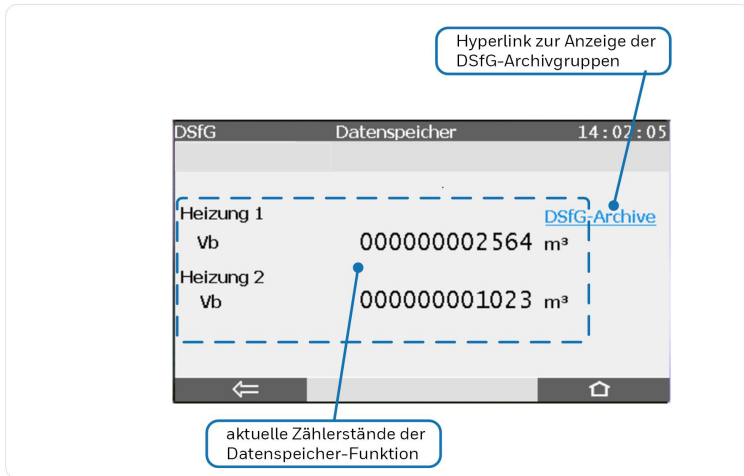 Hyperlink zur Anzeige der
DSfG-Archivgruppen
DSfG Datenspeicher 14:02:05
Heizung 1
DSfG-Archive
Vb 000000002564 m³
Heizung 2
Vb 000000001023 m³
aktuelle Zählerstände der
Datenspeicher-Funktion